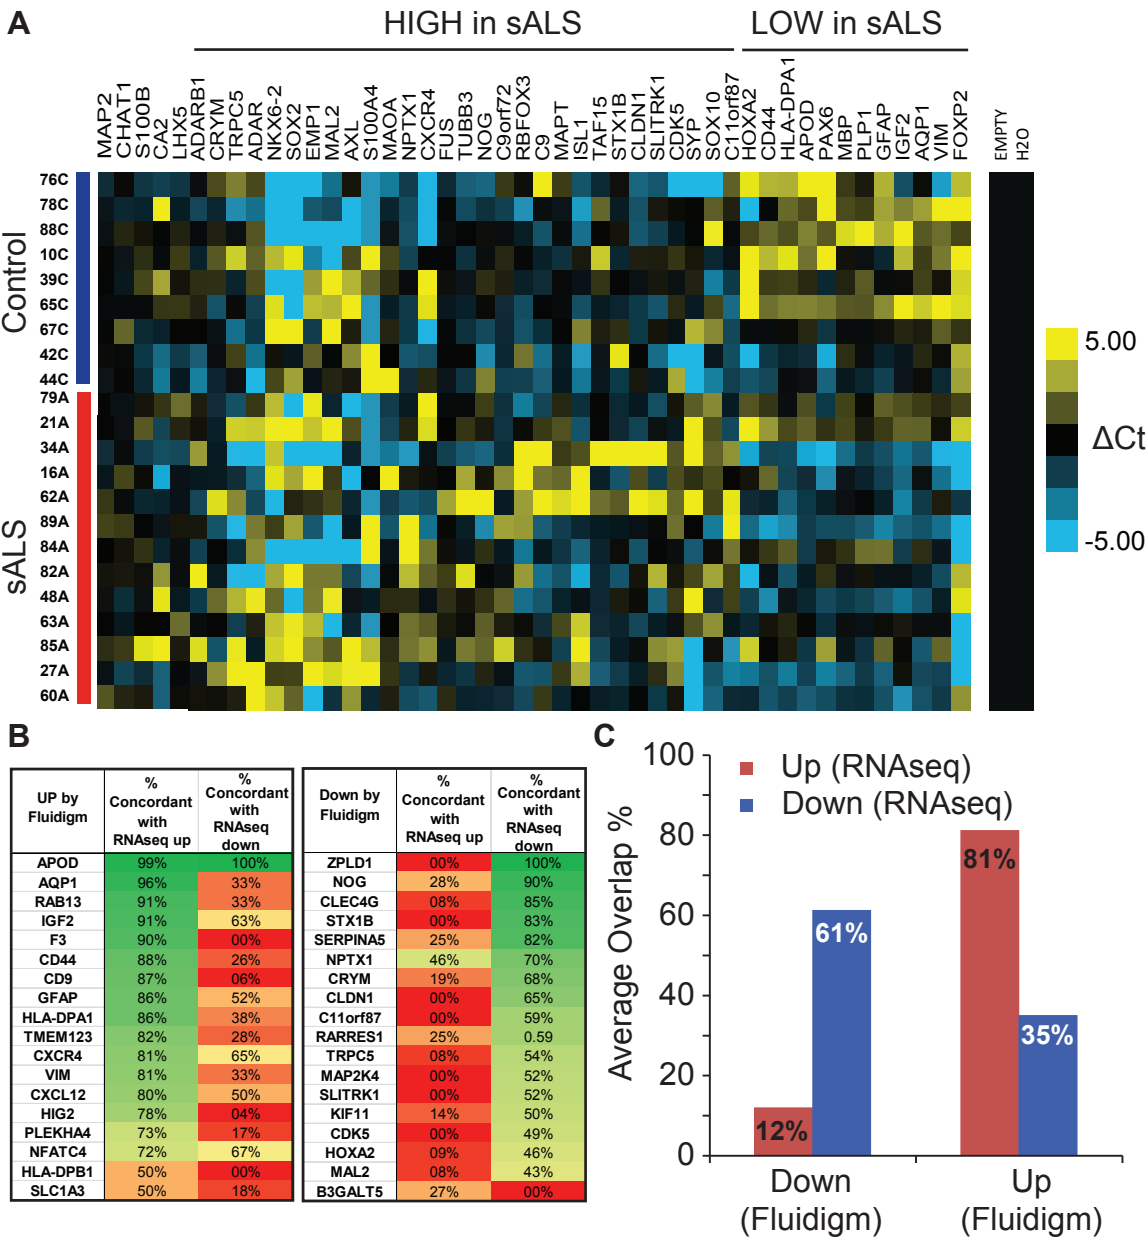 A
HIGH in sALS
LOW in sALS
MAP2
CHAT1
S100B
CA2
LHX5
ADARB1
CRYM
TRPC5
ADAR
NKX6-2
SOX2
EMP1
MAL2
AXL
S100A4
MAOA
NPTX1
CXCR4
FUS
TUBB3
NOG
C9orf72
RBFOX3
C9
MAPT
ISL1
TAF15
STX1B
CLDN1
SLITRK1
CDK5
SYP
SOX10
C11orf87
HOXA2
CD44
HLA-DPA1
APOD
PAX6
MBP
PLP1
GFAP
IGF2
AQP1
VIM
FOXP2
EMPTY
H2O
Control
76C
78C
88C
10C
39C
65C
67C
42C
44C
sALS
79A
21A
34A
16A
62A
89A
84A
82A
48A
63A
85A
27A
60A
5.00
ΔCt
-5.00
B
UP by Fluidigm % Concordant with RNAseq up % Concordant with RNAseq down
APOD 99% 100%
AQP1 96% 33%
RAB13 91% 33%
IGF2 91% 63%
F3 90% 00%
CD44 88% 26%
CD9 87% 06%
GFAP 86% 52%
HLA-DPA1 86% 38%
TMEM123 82% 28%
CXCR4 81% 65%
VIM 81% 33%
CXCL12 80% 50%
HIG2 78% 04%
PLEKHA4 73% 17%
NFATC4 72% 67%
HLA-DPB1 50% 00%
SLC1A3 50% 18%
Down by Fluidigm % Concordant with RNAseq up % Concordant with RNAseq down
ZPLD1 00% 100%
NOG 28% 90%
CLEC4G 08% 85%
STX1B 00% 83%
SERPINA5 25% 82%
NPTX1 46% 70%
CRYM 19% 68%
CLDN1 00% 65%
C11orf87 00% 59%
RARRES1 25% 0.59
TRPC5 08% 54%
MAP2K4 00% 52%
SLITRK1 00% 52%
KIF11 14% 50%
CDK5 00% 49%
HOXA2 09% 46%
MAL2 08% 43%
B3GALT5 27% 00%
C
Average Overlap %
100
80
60
40
20
0
Up (RNAseq)
Down (RNAseq)
12%
61%
81%
35%
Down
(Fluidigm)
Up
(Fluidigm)